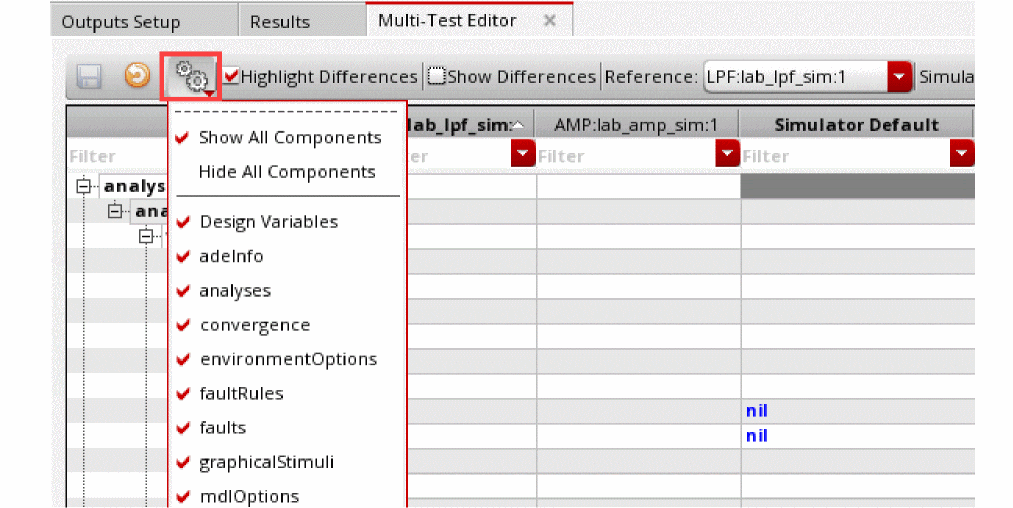 Outputs Setup Results Multi-Test Editor
Highlight Differences Show Differences Reference: LPF:lab_lpf_sim:1 Simula
lab_lpf_sim: AMP:lab_amp_sim:1 Simulator Default
Filter er Filter Filter
Show All Components
Hide All Components
analys
ana
Design Variables
adeInfo
analyses
convergence
environmentOptions
faultRules
faults
nil
nil
graphicalStimuli
mdlOptions